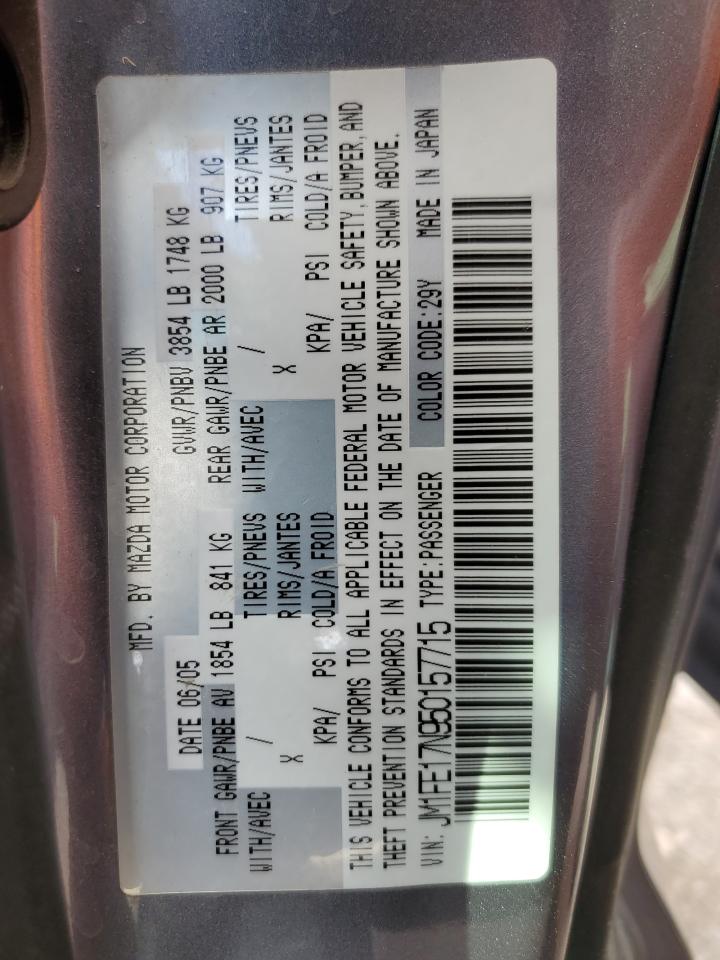 MFD. BY MAZDA MOTOR CORPORATION
DATE 06/05 GVWR/PNBV 3854 LB 1748 KG
FRONT GAWR/PNBE AV 1854 LB 841 KG REAR GAWR/PNBE AR 2000 LB 907 KG
WITH/AVEC / TIRES/PNEUS WITH/AVEC / TIRES/PNEUS
X RIMS/JANTES X RIMS/JANTES
KPA/ PSI COLD/A FROID KPA/ PSI COLD/A FROID
THIS VEHICLE CONFORMS TO ALL APPLICABLE FEDERAL MOTOR VEHICLE SAFETY, BUMPER, AND
THEFT PREVENTION STANDARDS IN EFFECT ON THE DATE OF MANUFACTURE SHOWN ABOVE.
VIN: JM1FE17N950157715 TYPE:PASSENGER COLOR CODE:29Y MADE IN JAPAN